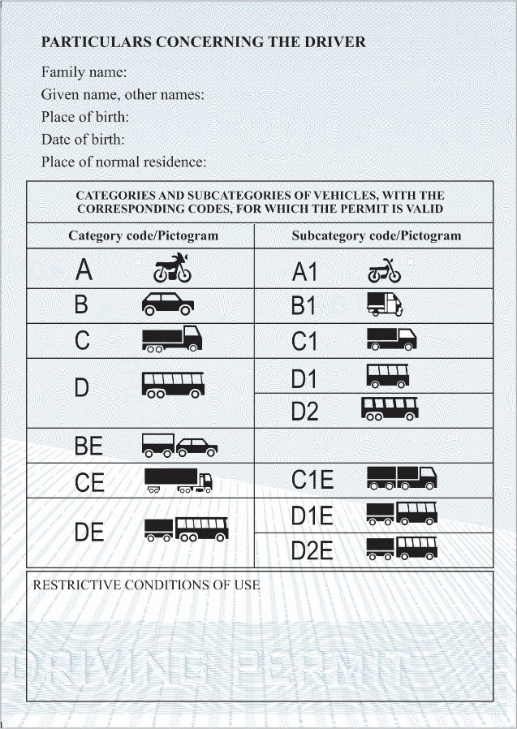 PARTICULARS CONCERNING THE DRIVER
Family name:
Given name, other names:
Place of birth:
Date of birth:
Place of normal residence:
CATEGORIES AND SUBCATEGORIES OF VEHICLES, WITH THE
CORRESPONDING CODES, FOR WHICH THE PERMIT IS VALID
Category code/Pictogram
Subcategory code/Pictogram
A
A1
B
B1
C
C1
D
D1
D2
BE
CE
C1E
DE
D1E
D2E
RESTRICTIVE CONDITIONS OF USE
DRIVING PERMIT